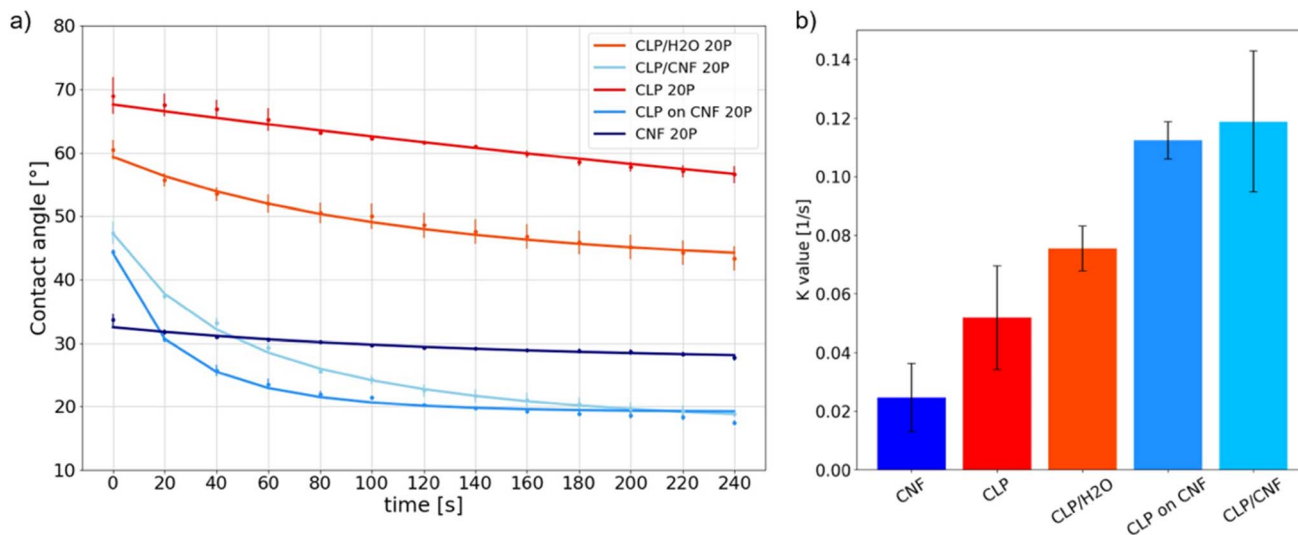 a)
Contact angle [°]
80
70
60
50
40
30
20
10
CLP/H2O 20P
CLP/CNF 20P
CLP 20P
CLP on CNF 20P
CNF 20P
0 20 40 60 80 100 120 140 160 180 200 220 240
time [s]
b)
K value [1/s]
0.14
0.12
0.10
0.08
0.06
0.04
0.02
0.00
CNF CLP CLP/H2O CLP on CNF CLP/CNF